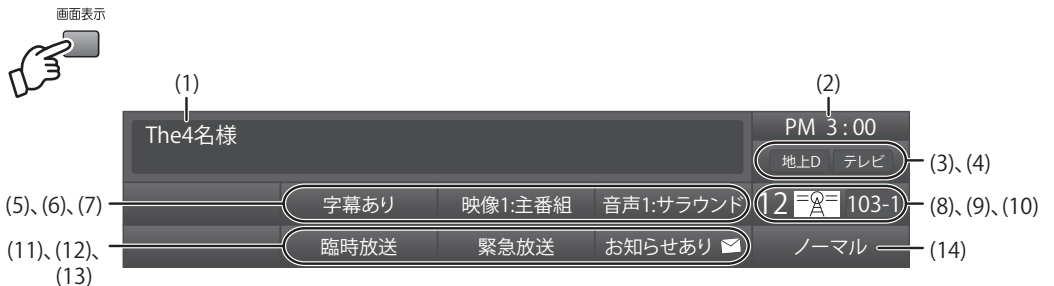 画面表示
(1)
(2)
The4名様
PM 3:00
地上D テレビ
(3)、(4)
(5)、(6)、(7)
字幕あり 映像1:主番組 音声1:サラウンド
12 103-1
(8)、(9)、(10)
(11)、(12)、
(13)
臨時放送 緊急放送 お知らせあり
ノーマル
(14)